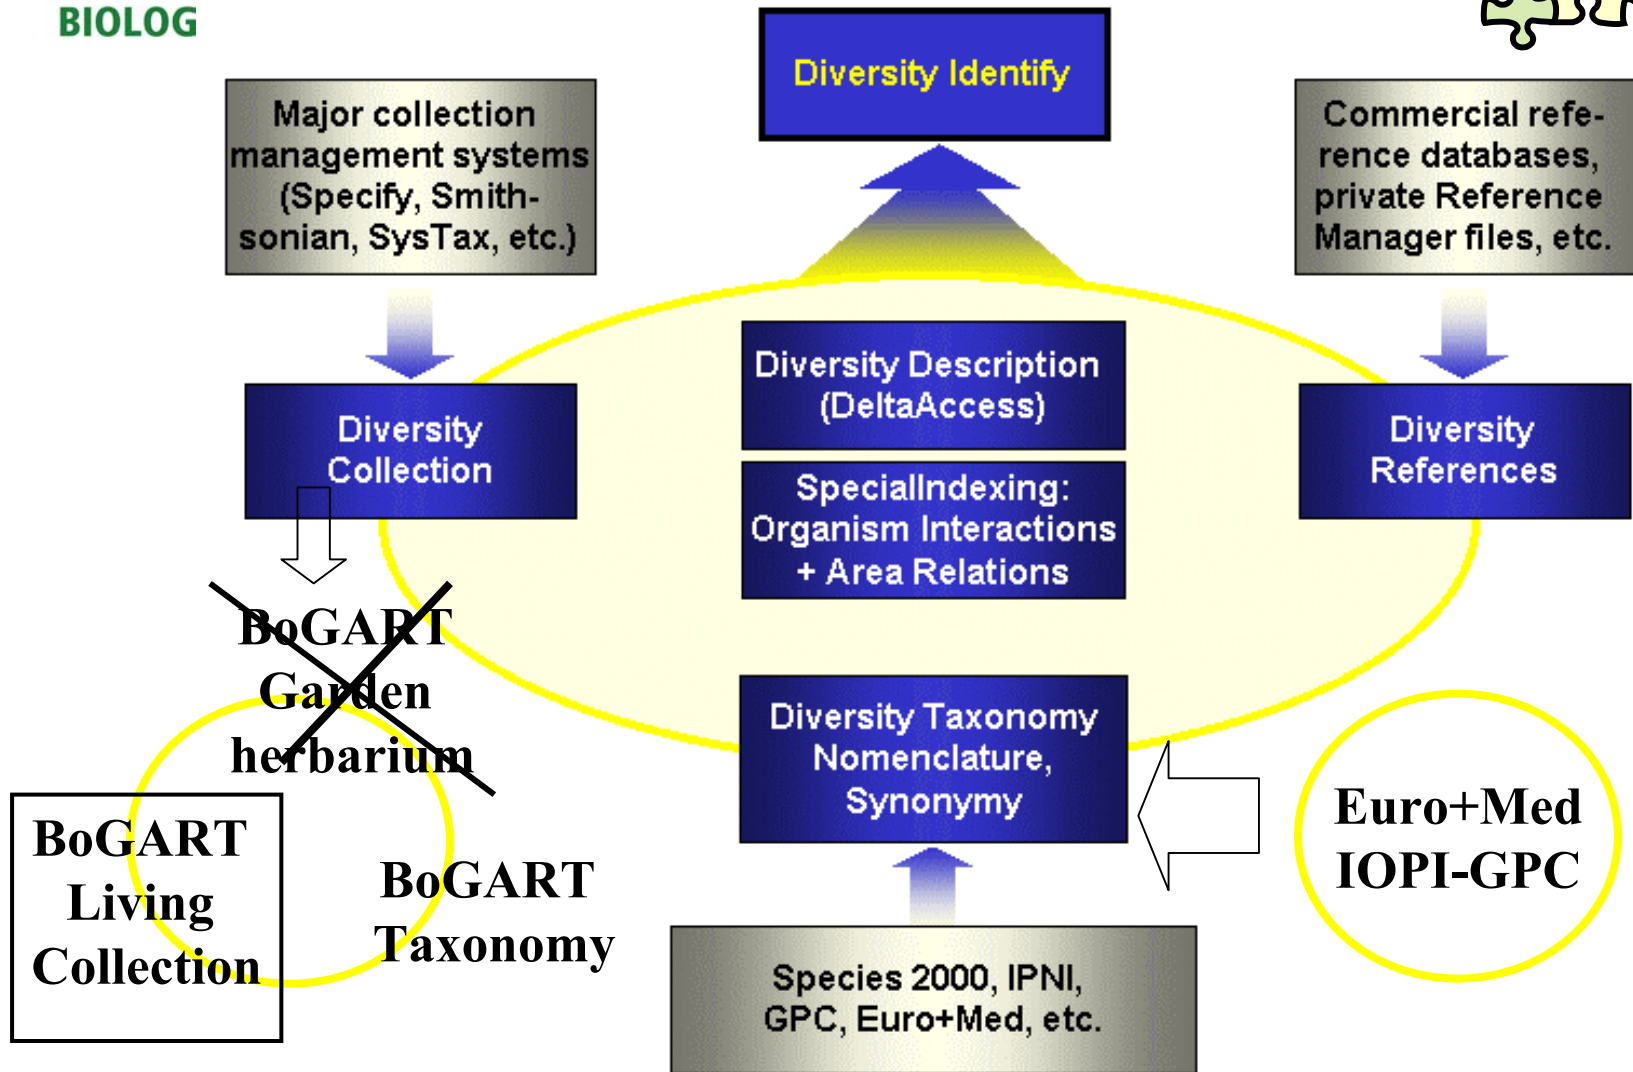 BIOLOG
Diversity Identify
Major collection
management systems
(Specify, Smith-
sonian, SysTax, etc.)
Commercial refe-
rence databases,
private Reference
Manager files, etc.
Diversity Description
(DeltaAccess)
Diversity
Collection
Diversity
References
SpecialIndexing:
Organism Interactions
+ Area Relations
BoGART
Garden
herbarium
Diversity Taxonomy
Nomenclature,
Synonymy
Euro+Med
IOPI-GPC
BoGART
Living
Collection
BoGART
Taxonomy
Species 2000, IPNI,
GPC, Euro+Med, etc.